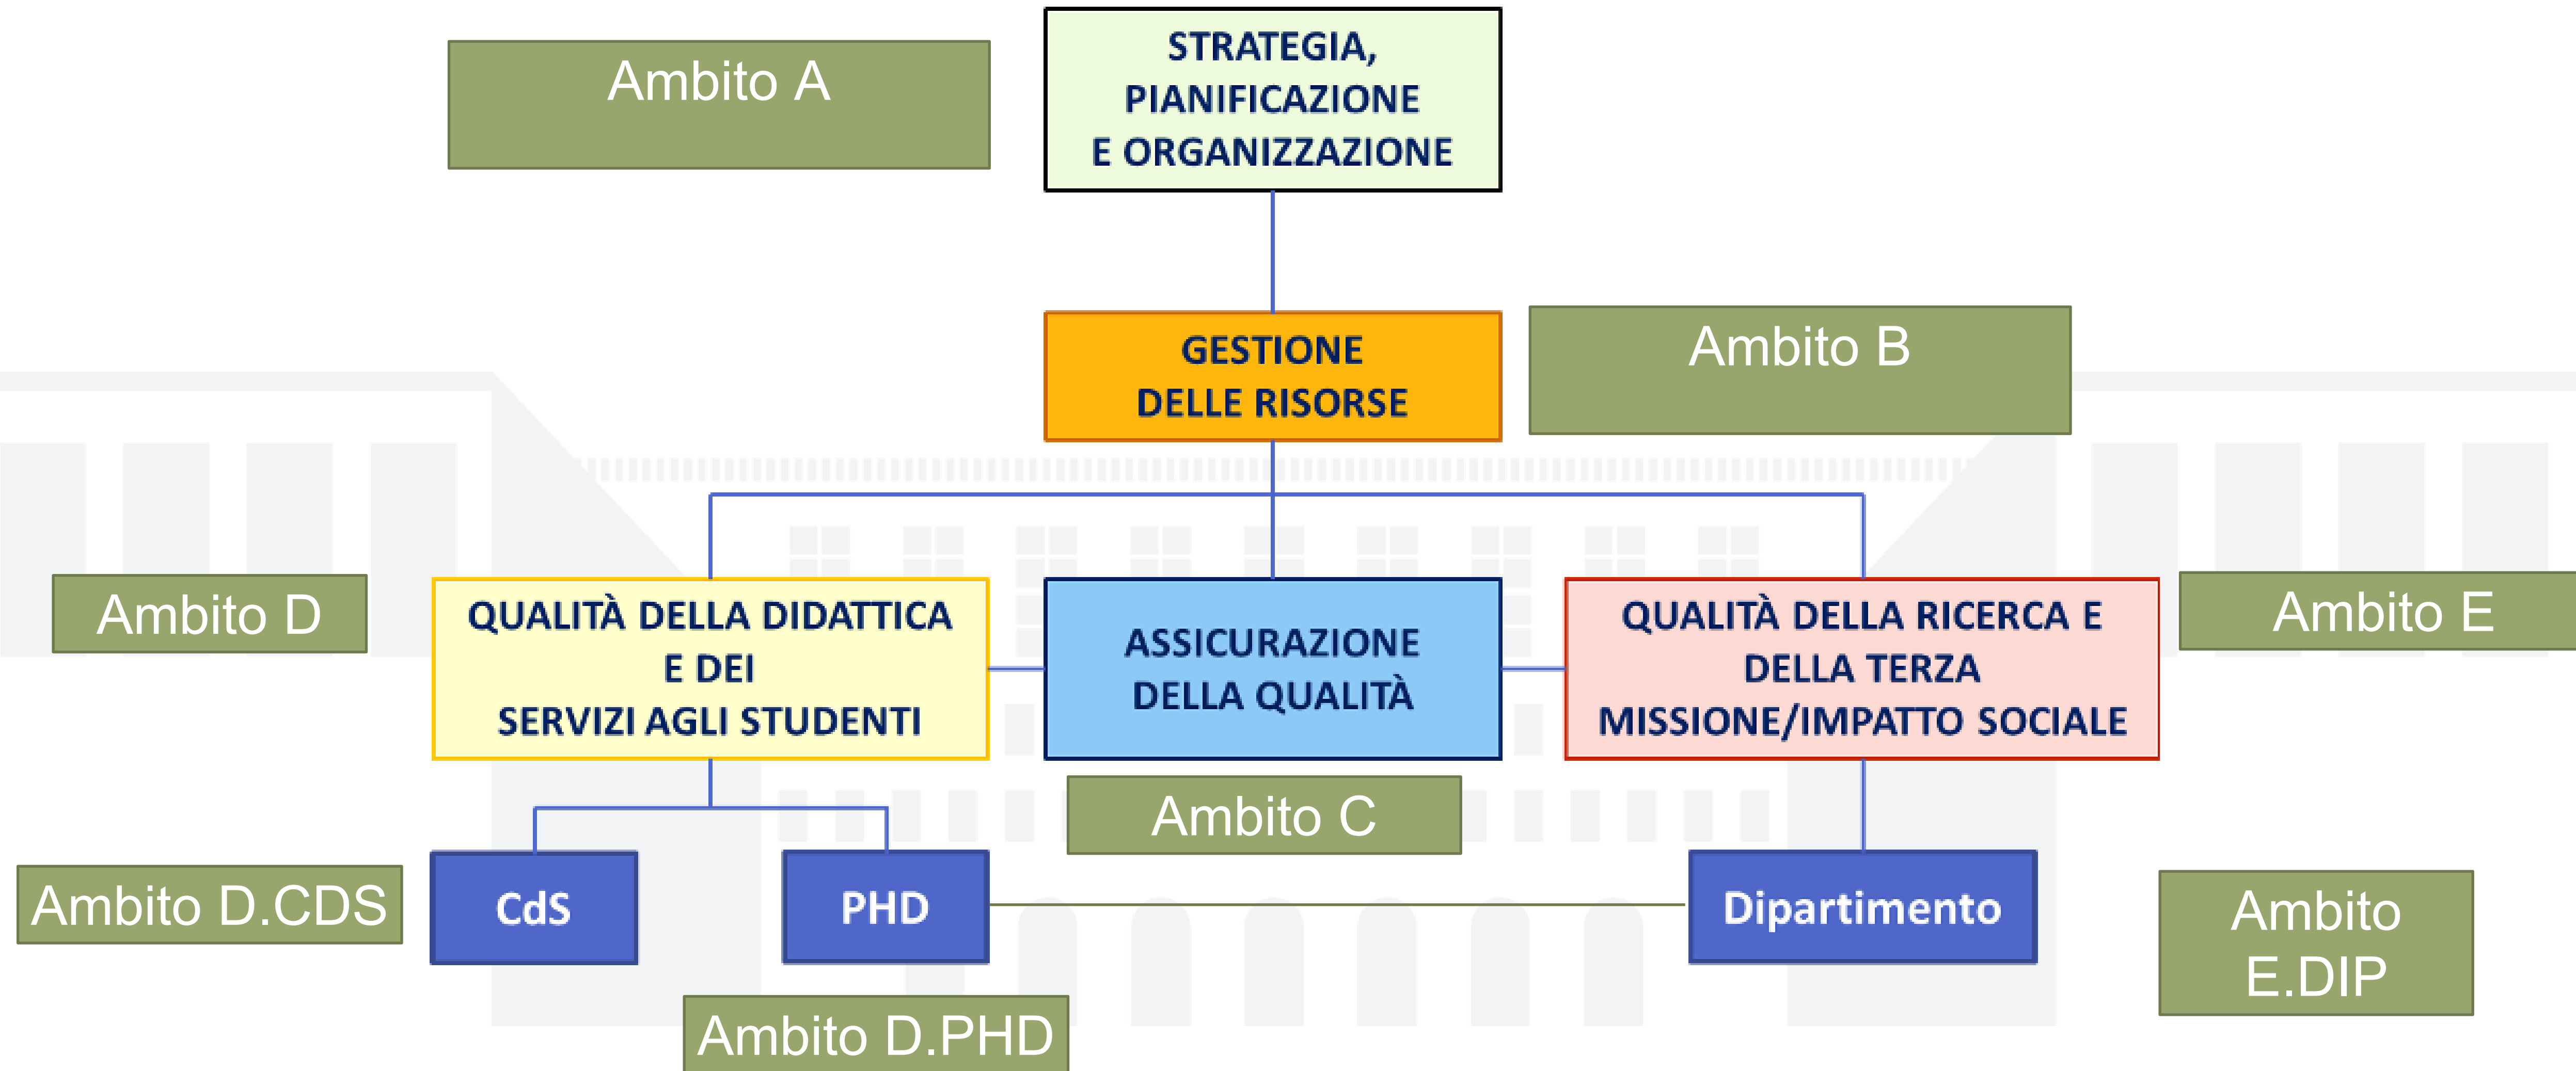 Ambito A
STRATEGIA,
PIANIFICAZIONE
E ORGANIZZAZIONE
GESTIONE
DELLE RISORSE
Ambito B
Ambito D
QUALITÀ DELLA DIDATTICA
E DEI
SERVIZI AGLI STUDENTI
ASSICURAZIONE
DELLA QUALITÀ
QUALITÀ DELLA RICERCA E
DELLA TERZA
MISSIONE/IMPATTO SOCIALE
Ambito E
Ambito C
Ambito D.CDS
CdS
PHD
Dipartimento
Ambito
E.DIP
Ambito D.PHD